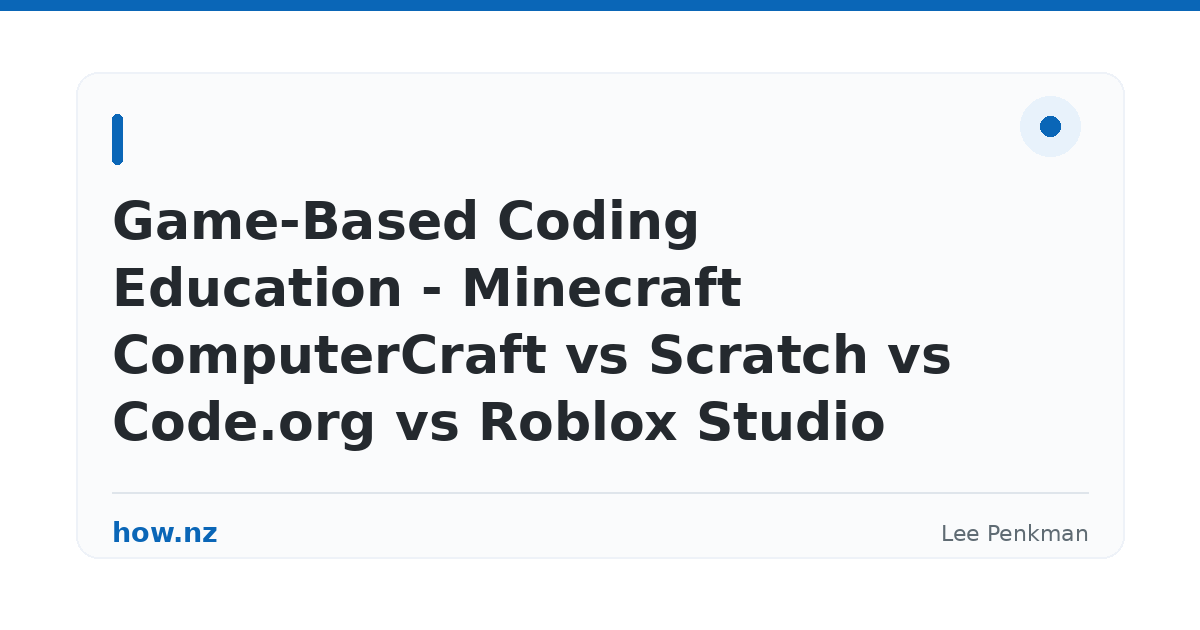 Game-Based Coding
Education - Minecraft
ComputerCraft vs Scratch vs
Code.org vs Roblox Studio
how.nz
Lee Penkman